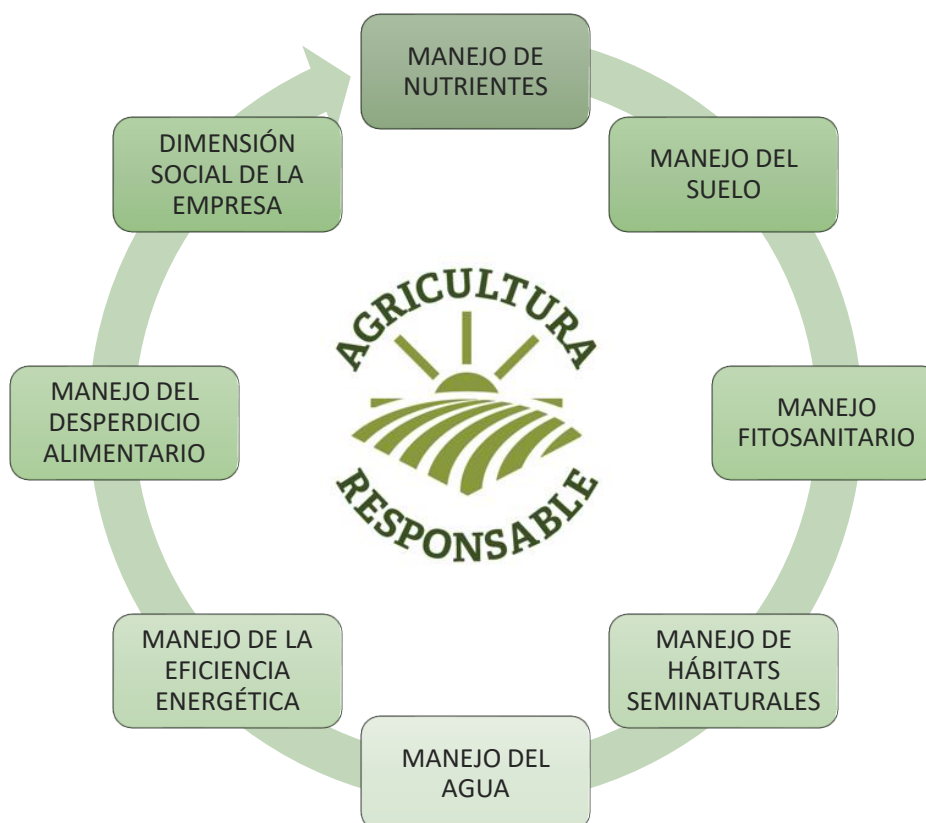 MANEJO DE
NUTRIENTES
MANEJO DEL
SUELO
MANEJO
FITOSANITARIO
MANEJO DE
HÁBITATS
SEMINATURALES
MANEJO DEL
AGUA
MANEJO DE LA
EFICIENCIA
ENERGÉTICA
MANEJO DEL
DESPERDICIO
ALIMENTARIO
DIMENSIÓN
SOCIAL DE LA
EMPRESA
AGRICULTURA
RESPONSABLE